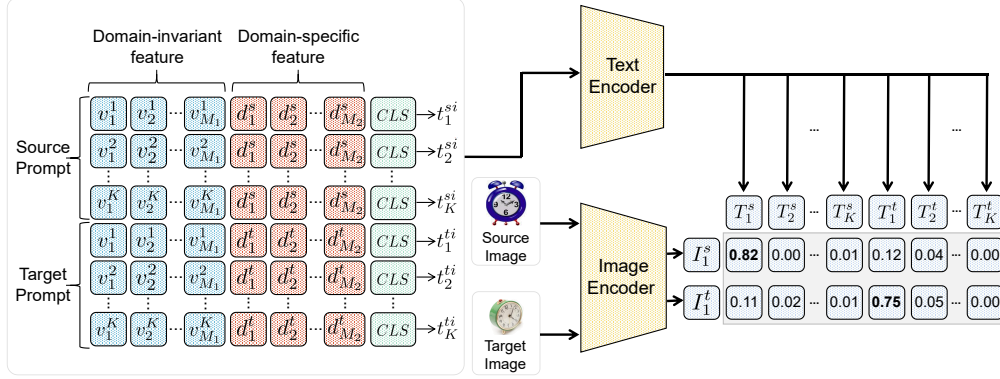 Domain-invariant feature
Domain-specific feature
Source Prompt
v_1^1 v_2^1 ··· v_{M_1}^1 d_1^s d_2^s ··· d_{M_2}^s CLS → t_1^{si}
v_1^2 v_2^2 ··· v_{M_1}^2 d_1^s d_2^s ··· d_{M_2}^s CLS → t_2^{si}
v_1^K v_2^K ··· v_{M_1}^K d_1^s d_2^s ··· d_{M_2}^s CLS → t_K^{si}
Target Prompt
v_1^1 v_2^1 ··· v_{M_1}^1 d_1^t d_2^t ··· d_{M_2}^t CLS → t_1^{ti}
v_1^2 v_2^2 ··· v_{M_1}^2 d_1^t d_2^t ··· d_{M_2}^t CLS → t_2^{ti}
v_1^K v_2^K ··· v_{M_1}^K d_1^t d_2^t ··· d_{M_2}^t CLS → t_K^{ti}
Text
Encoder
Source
Image
Target
Image
Image
Encoder
... ...
T_1^s T_2^s ... T_K^s T_1^t T_2^t ... T_K^t
I_1^s 0.82 0.00 ... 0.01 0.12 0.04 ... 0.00
I_1^t 0.11 0.02 ... 0.01 0.75 0.05 ... 0.00